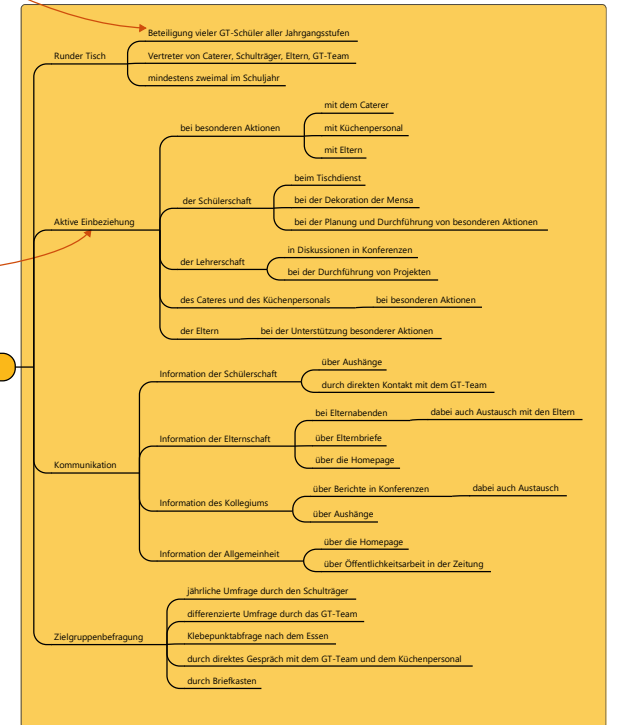 Runder Tisch
Beteiligung vieler GT-Schüler aller Jahrgangsstufen
Vertreter von Caterer, Schulträger, Eltern, GT-Team
mindestens zweimal im Schuljahr
Aktive Einbeziehung
bei besonderen Aktionen
mit dem Caterer
mit Küchenpersonal
mit Eltern
der Schülerschaft
beim Tischdienst
bei der Dekoration der Mensa
bei der Planung und Durchführung von besonderen Aktionen
der Lehrerschaft
in Diskussionen in Konferenzen
bei der Durchführung von Projekten
des Cateres und des Küchenpersonals
bei besonderen Aktionen
der Eltern
bei der Unterstützung besonderer Aktionen
Kommunikation
Information der Schülerschaft
über Aushänge
durch direkten Kontakt mit dem GT-Team
Information der Elternschaft
bei Elternabenden
dabei auch Austausch mit den Eltern
über Elternbriefe
über die Homepage
Information des Kollegiums
über Berichte in Konferenzen
dabei auch Austausch
über Aushänge
Information der Allgemeinheit
über die Homepage
über Öffentlichkeitsarbeit in der Zeitung
Zielgruppenbefragung
jährliche Umfrage durch den Schulträger
differenzierte Umfrage durch das GT-Team
Klebepunktabfrage nach dem Essen
durch direktes Gespräch mit dem GT-Team und dem Küchenpersonal
durch Briefkasten